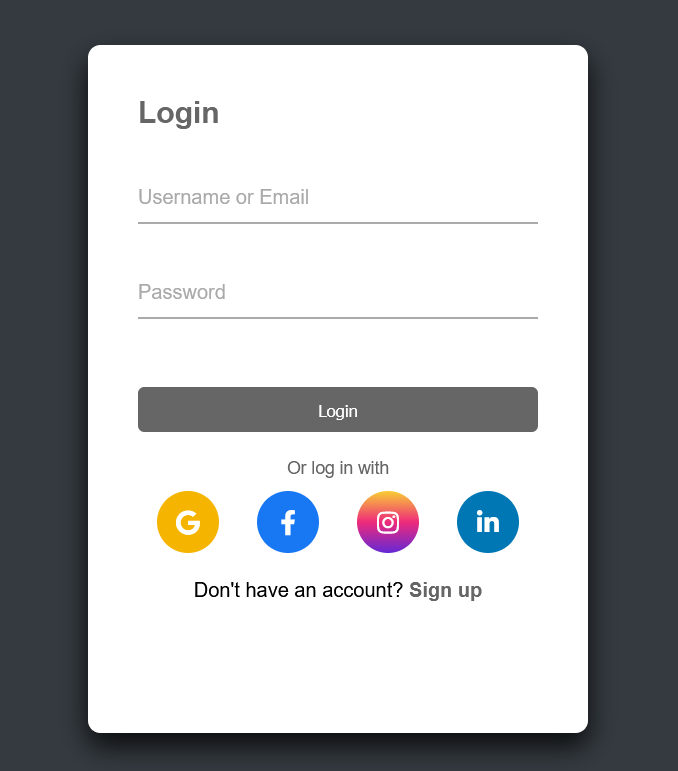 Login
Username or Email
Password
Login
Or log in with
Don't have an account? Sign up